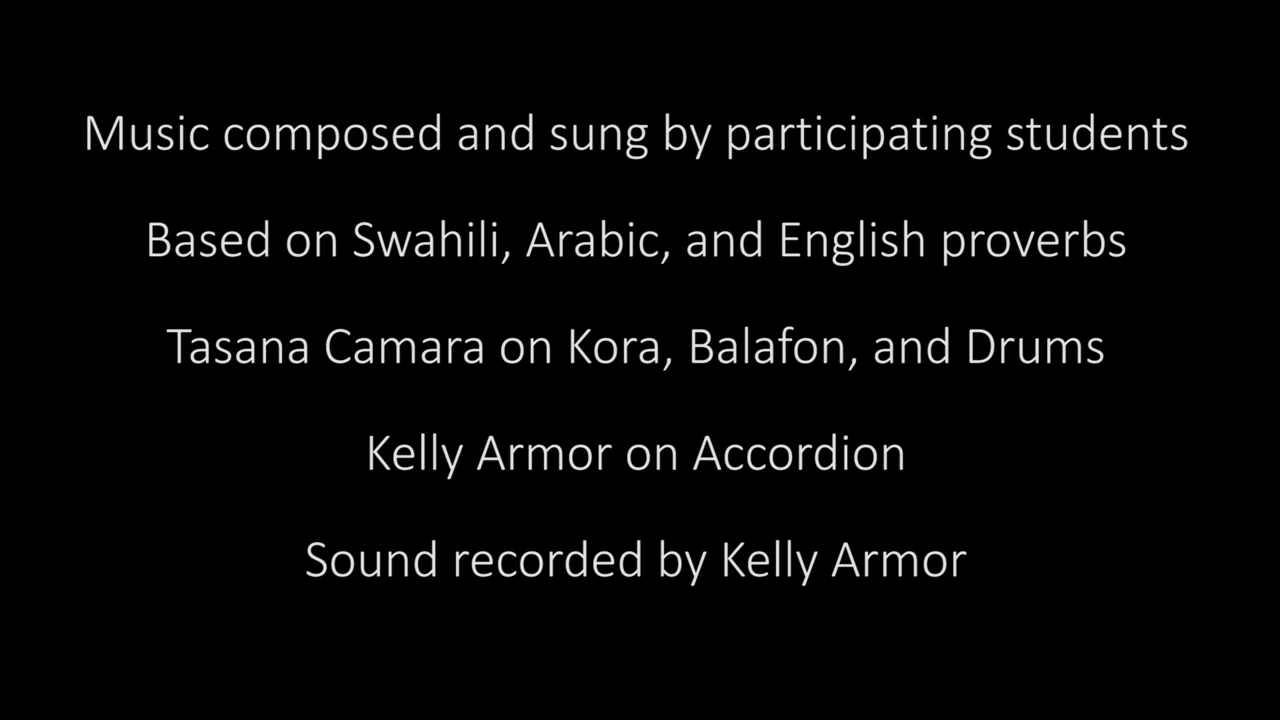 Music composed and sung by participating students
Based on Swahili, Arabic, and English proverbs
Tasana Camara on Kora, Balafon, and Drums
Kelly Armor on Accordion
Sound recorded by Kelly Armor